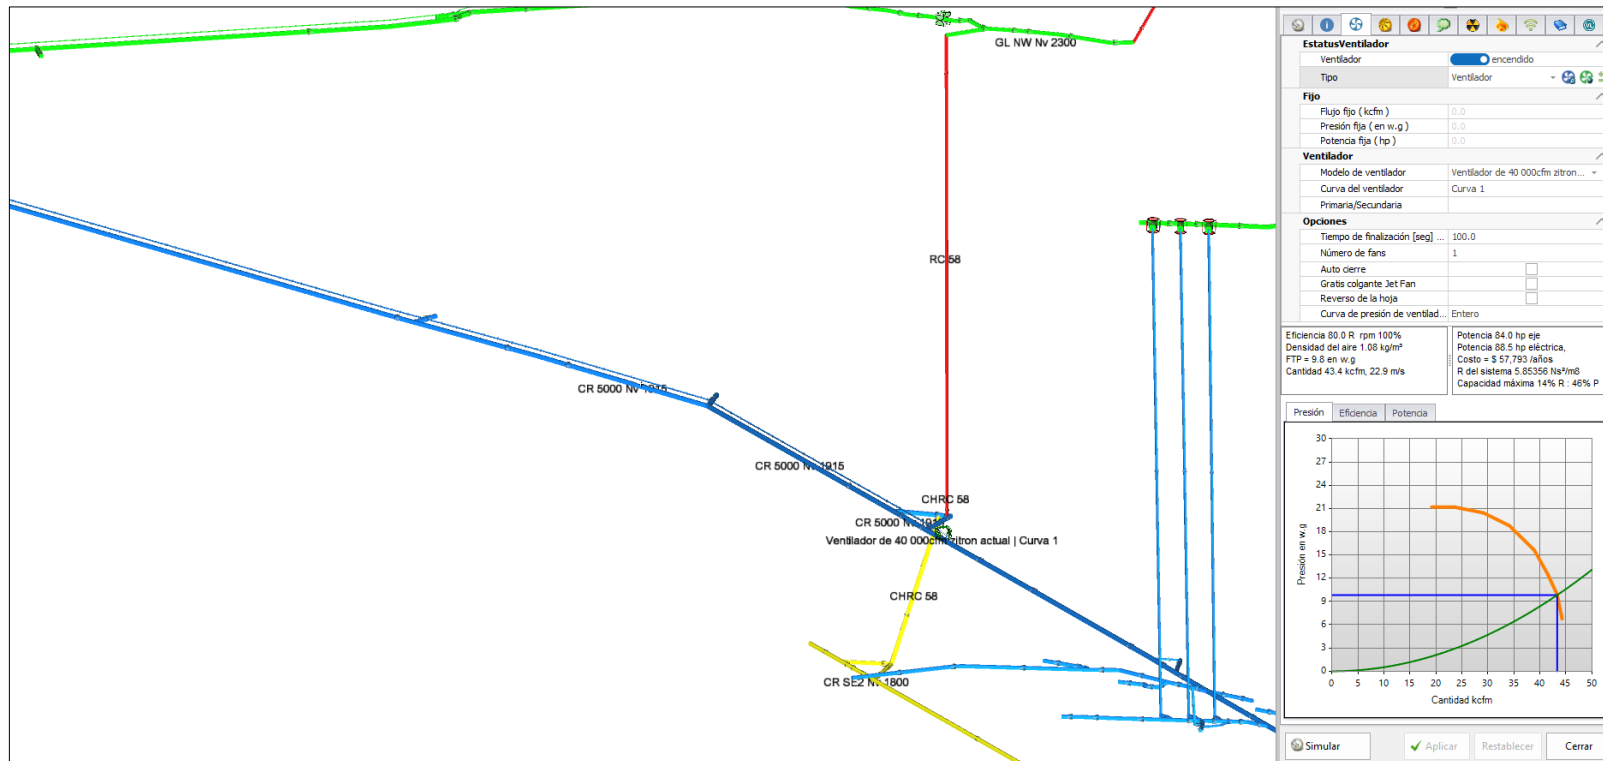 GL NW Nv 2300
RC 58
CR 5000 Nv 1915
CR 5000 Nv 1915
CHRC 58
CR 5000 Nv 191
Ventilador de 40 000cfm zitron actual | Curva 1
CHRC 58
CR SE2 Nv 1800
EstatusVentilador
Ventilador encendido
Tipo Ventilador
Fijo
Flujo fijo ( kcfm ) 0.0
Presión fija ( en w.g ) 0.0
Potencia fija ( hp ) 0.0
Ventilador
Modelo de ventilador Ventilador de 40 000cfm zitron...
Curva del ventilador Curva 1
Primaria/Secundaria
Opciones
Tiempo de finalización [seg] ... 100.0
Número de fans 1
Auto cierre
Gratis colgante Jet Fan
Reverso de la hoja
Curva de presión de ventilad... Entero
Eficiencia 80.0 R rpm 100%
Densidad del aire 1.08 kg/m³
FTP = 9.8 en w.g
Cantidad 43.4 kcfm, 22.9 m/s
Potencia 84.0 hp eje
Potencia 88.5 hp eléctrica,
Costo = $ 57,793 /años
R del sistema 5.85356 Ns²/m8
Capacidad máxima 14% R : 46% P
Presión Eficiencia Potencia
Presión en w.g
30
27
24
21
18
15
12
9
6
3
0
0 5 10 15 20 25 30 35 40 45 50
Cantidad kcfm
Simular Aplicar Restablecer Cerrar